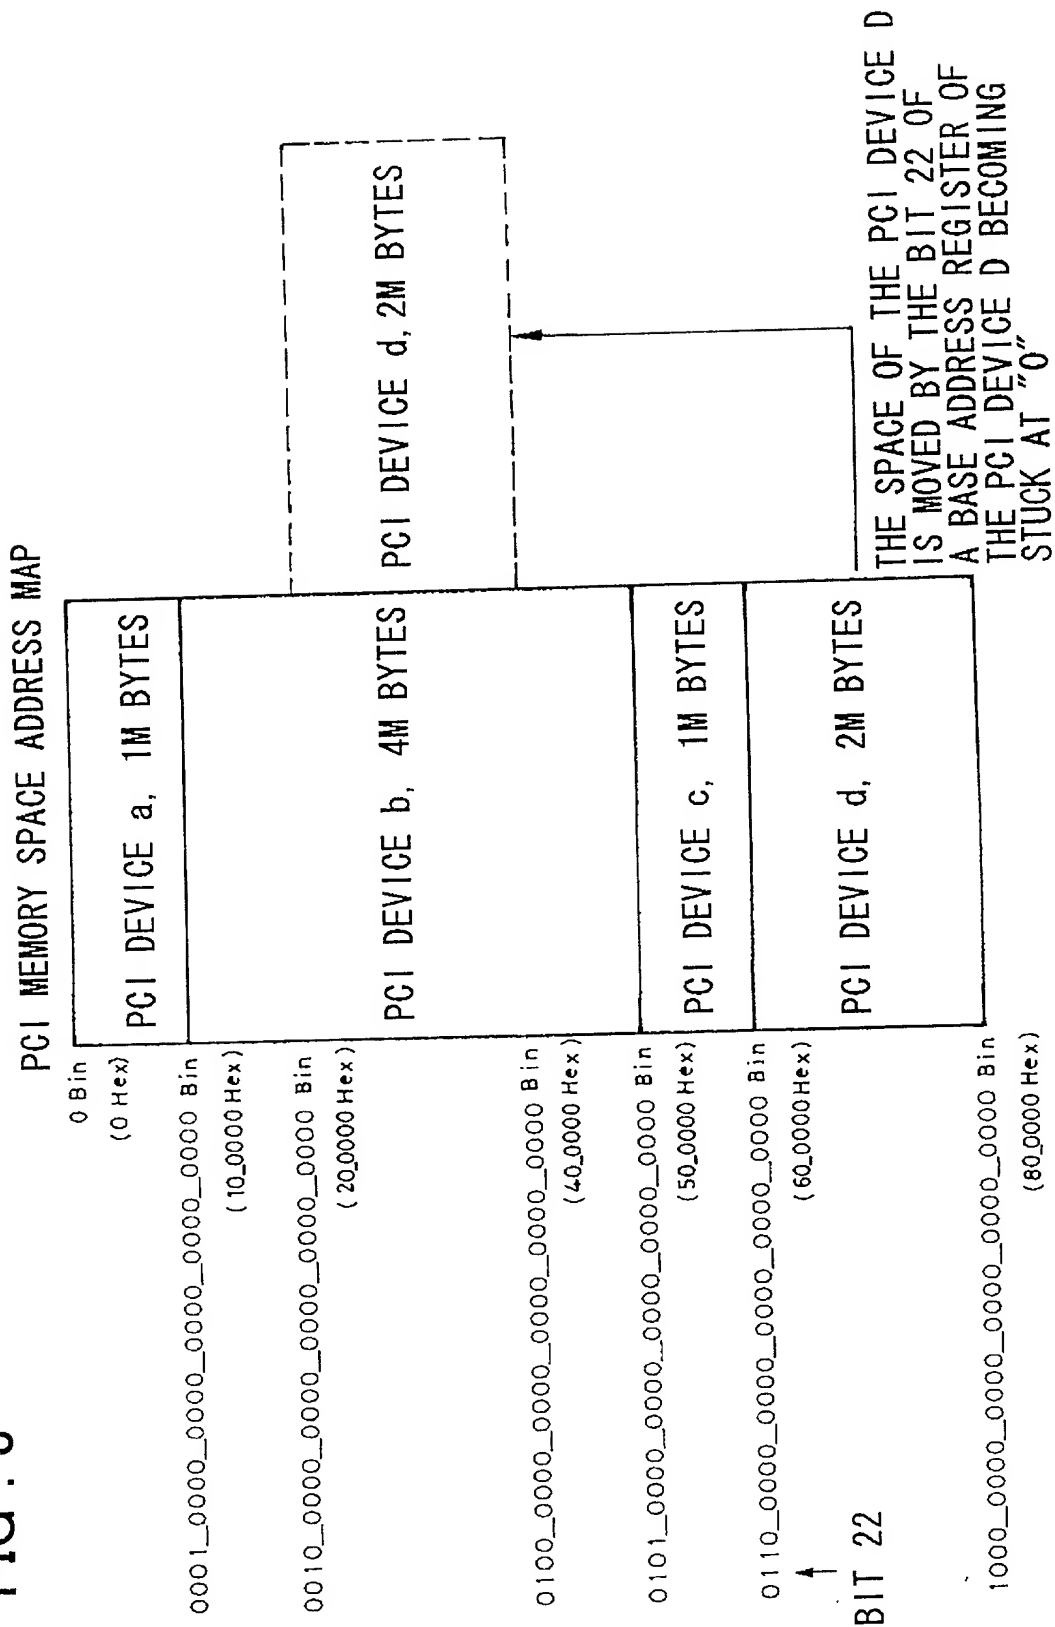 PCI MEMORY SPACE ADDRESS MAP
0 Bin
(0 Hex)
PCI DEVICE a, 1M BYTES
0001_0000_0000_0000_0000_0000 Bin
(10_0000 Hex)
0010_0000_0000_0000_0000_0000 Bin
(20_0000 Hex)
PCI DEVICE b, 4M BYTES
PCI DEVICE d, 2M BYTES
0100_0000_0000_0000_0000_0000 Bin
(40_0000 Hex)
0101_0000_0000_0000_0000_0000 Bin
(50_0000 Hex)
PCI DEVICE c, 1M BYTES
0110_0000_0000_0000_0000_0000 Bin
(60_0000 Hex)
BIT 22
PCI DEVICE d, 2M BYTES
1000_0000_0000_0000_0000_0000 Bin
(80_0000 Hex)
THE SPACE OF THE PCI DEVICE D
IS MOVED BY THE BIT 22 OF
A BASE ADDRESS REGISTER OF
THE PCI DEVICE D BECOMING
STUCK AT "0"